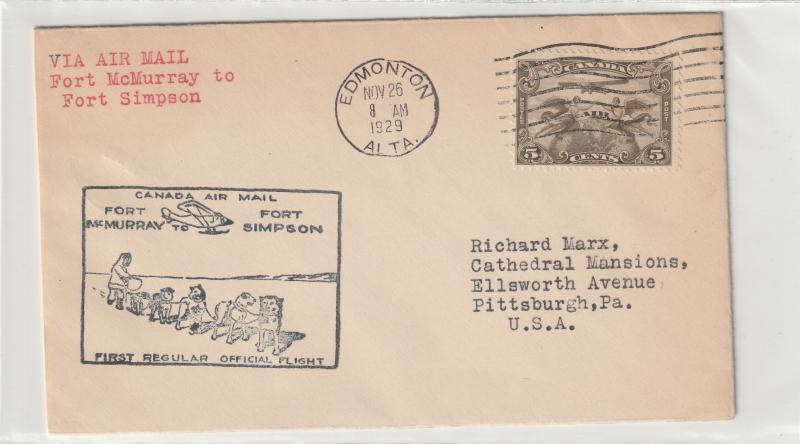 VIA AIR MAIL
Fort McMurray to
Fort Simpson
EDMONTON
NOV 26
8 AM
1929
ALTA.
CANADA
AIR
POST
5 CENTS 5
CANADA AIR MAIL
FORT FORT
McMURRAY TO SIMPSON
FIRST REGULAR OFFICIAL FLIGHT
Richard Marx,
Cathedral Mansions,
Ellsworth Avenue,
Pittsburgh,Pa.
U.S.A.